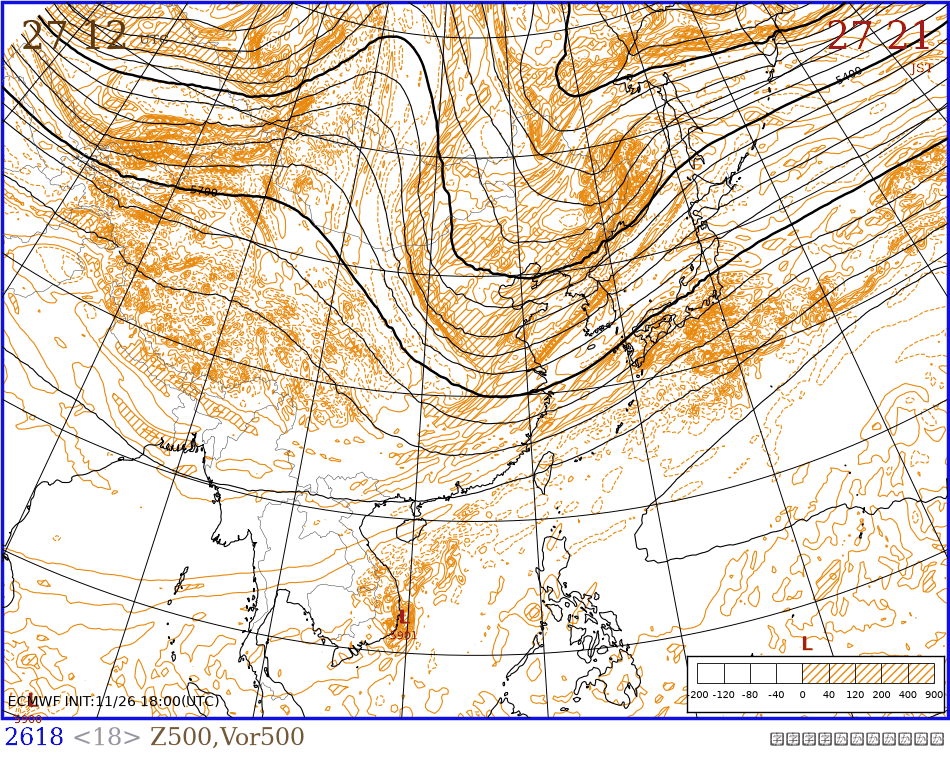 27 12 UTC
27 21
JST
5400
5700
L
5901
L
L
5906
ECMWF INIT:11/26 18:00(UTC)
-200 -120 -80 -40 0 40 120 200 400 900
2618 <18> Z500,Vor500